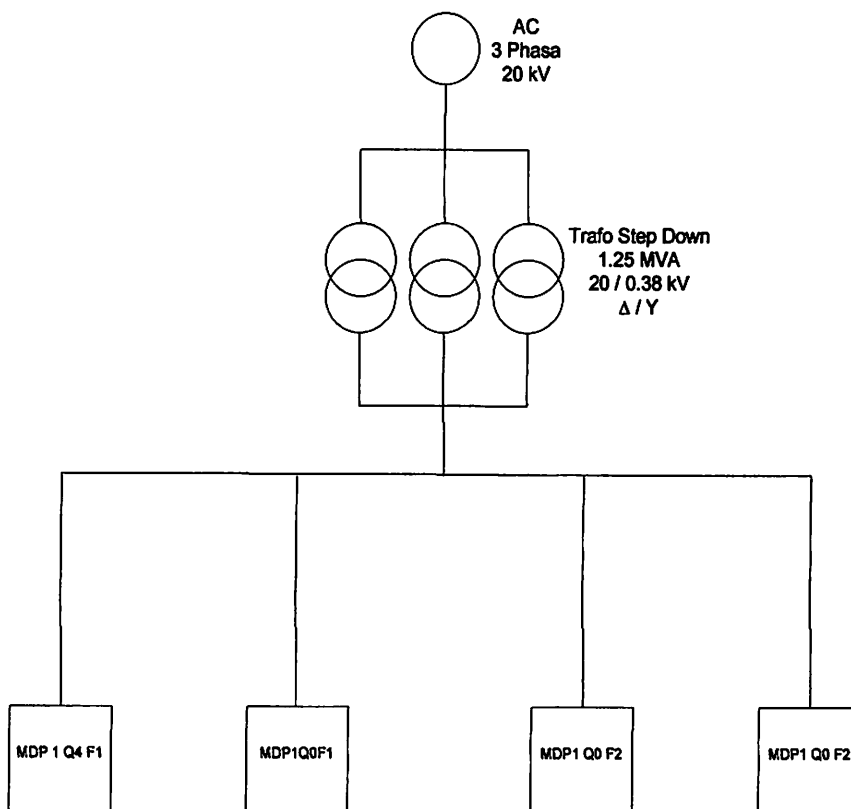 AC
3 Phasa
20 kV
Trafo Step Down
1.25 MVA
20 / 0.38 kV
Δ / Y
MDP 1 Q4 F1
MDP1Q0F1
MDP1 Q0 F2
MDP1 Q0 F2